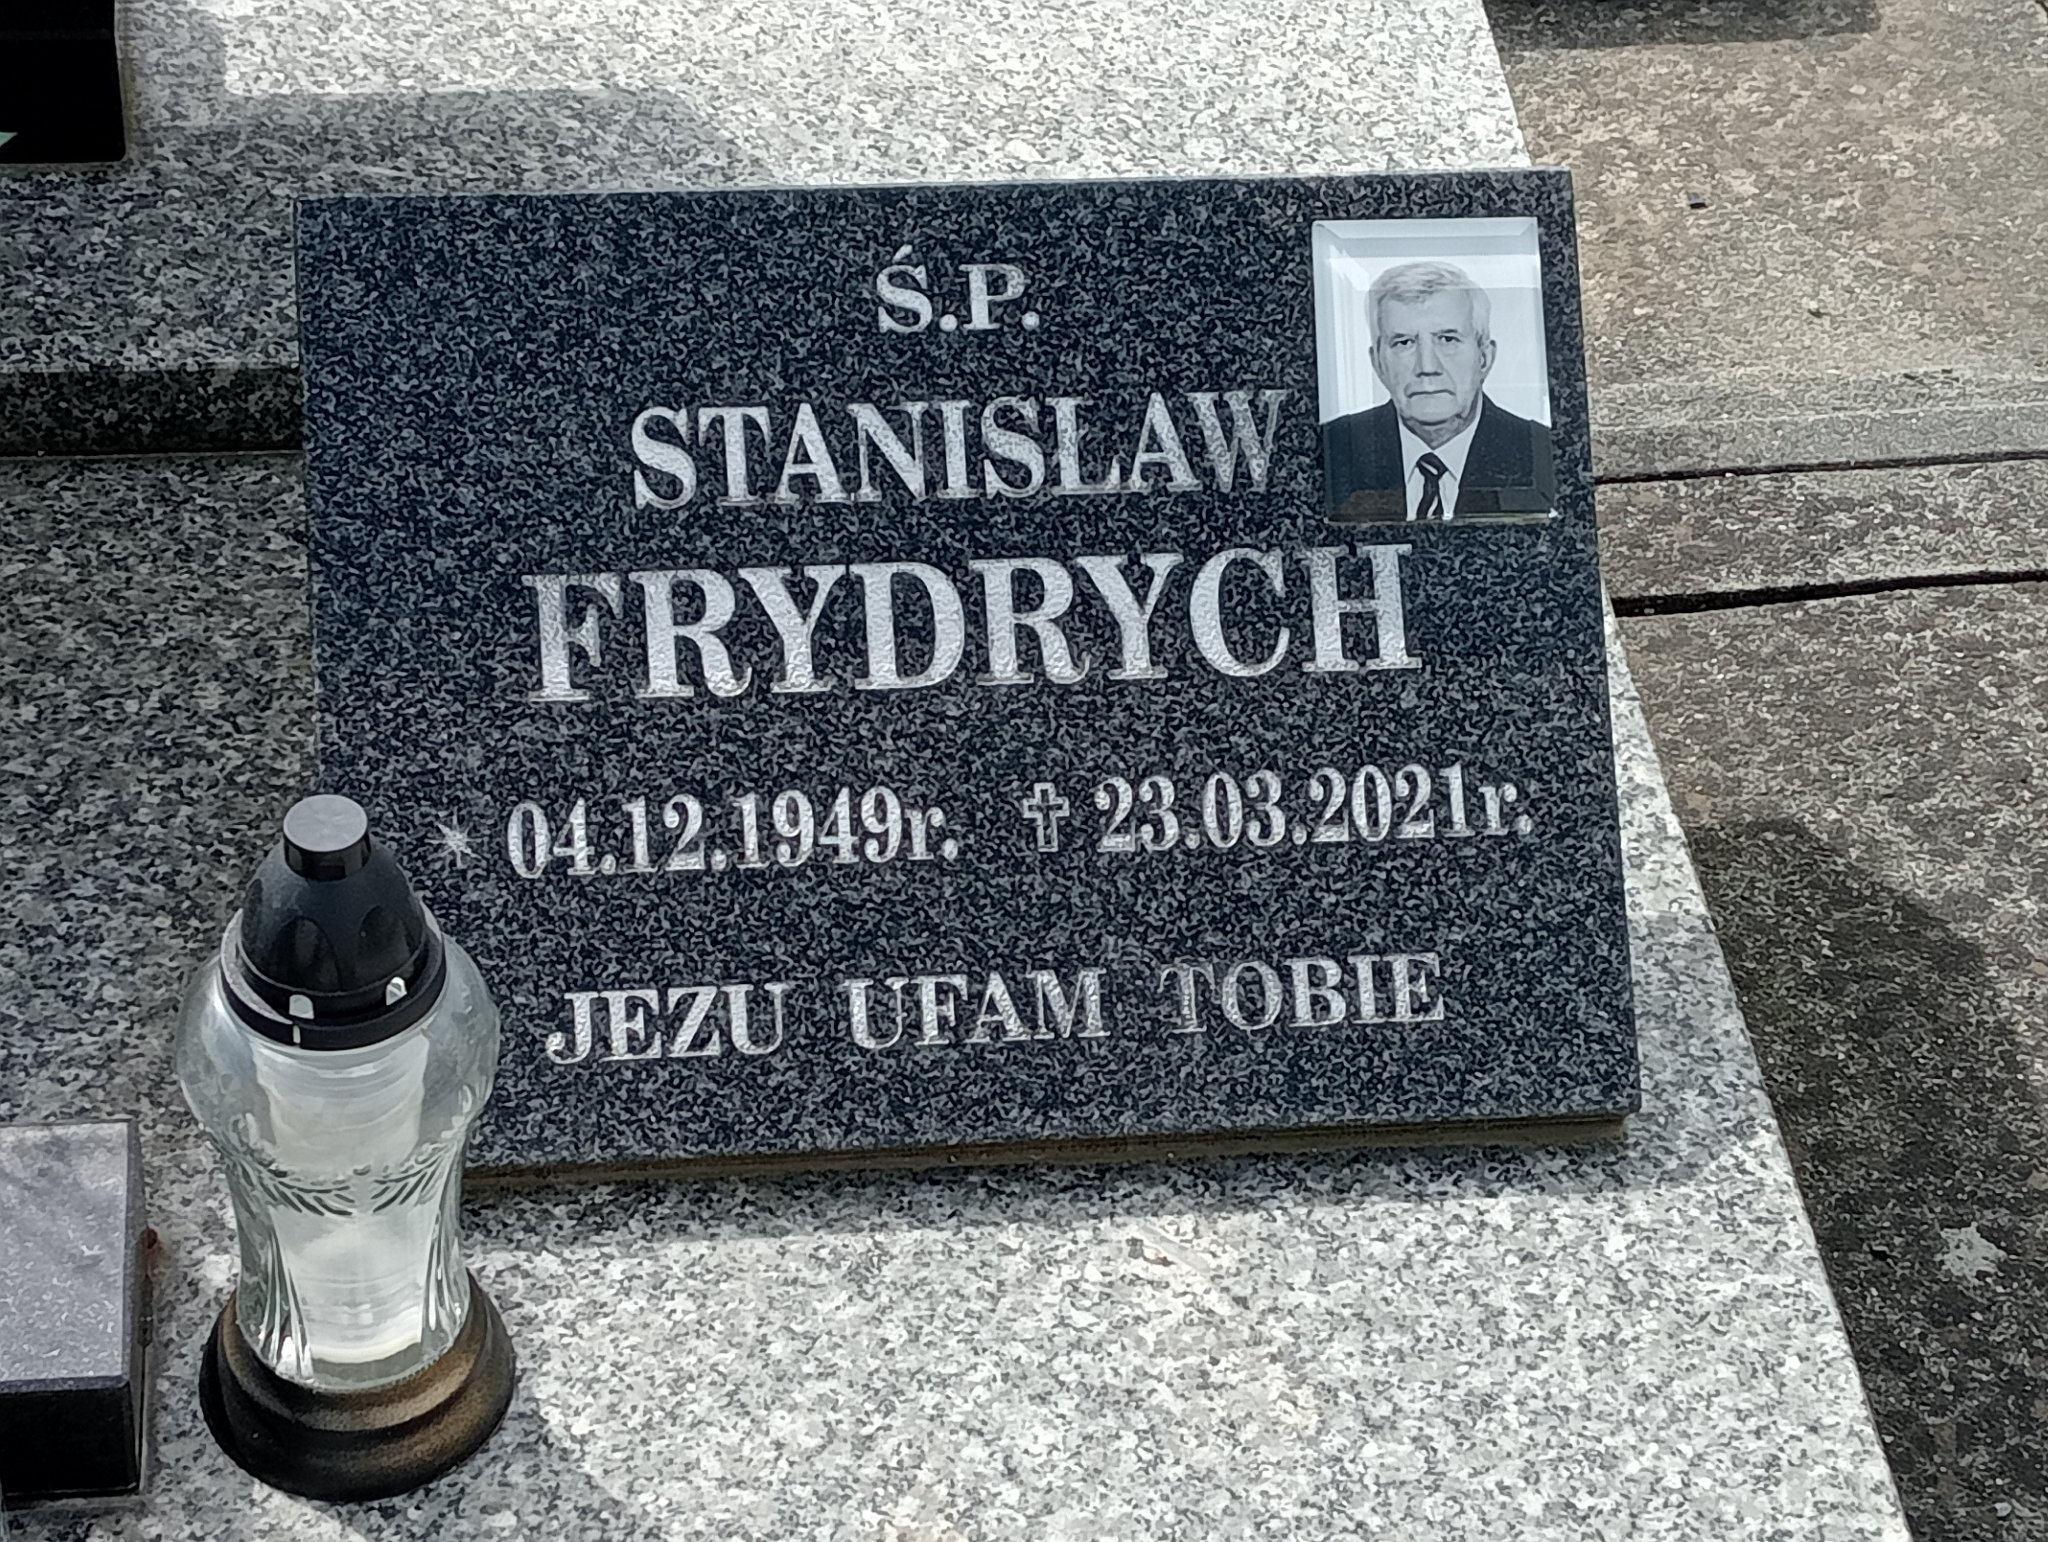 Ś.P.
STANISŁAW
FRYDRYCH
* 04.12.1949r. ✝ 23.03.2021r.
JEZU UFAM TOBIE